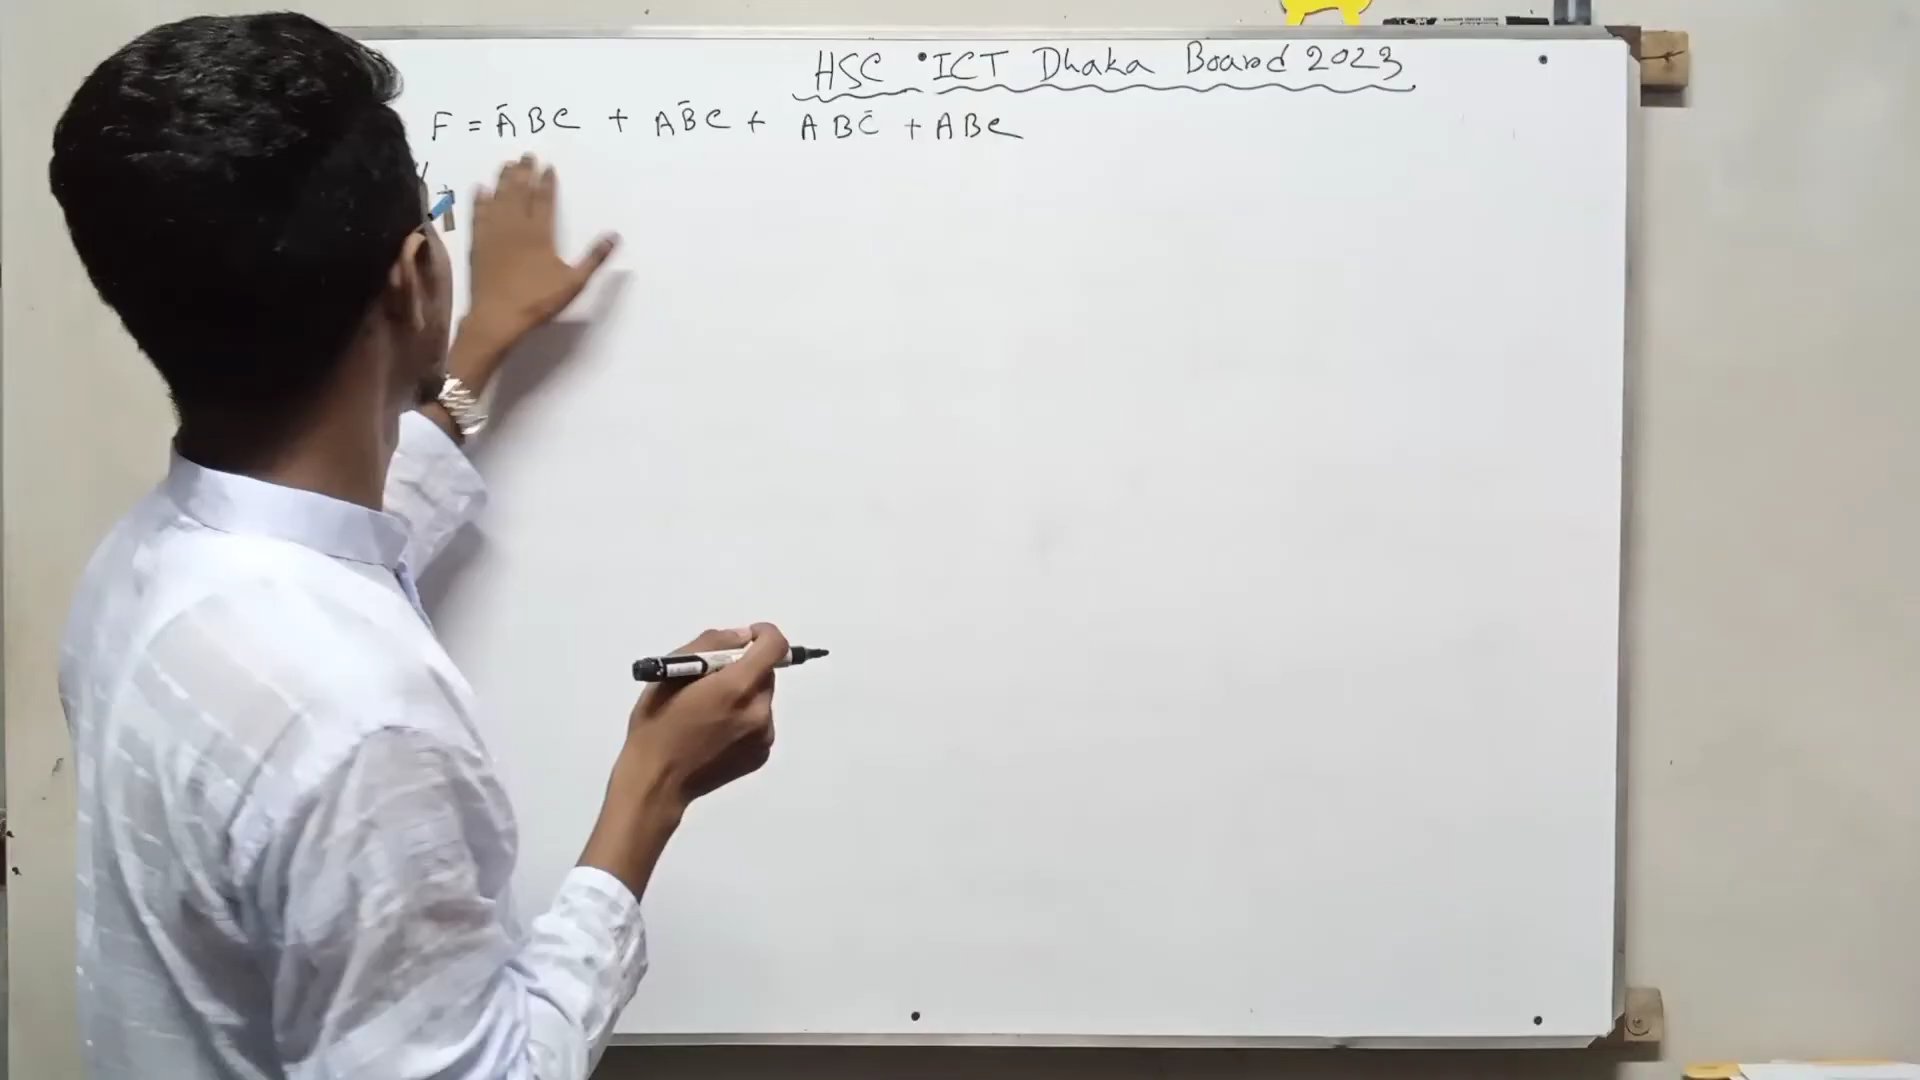 HSC ICT Dhaka Board 2023
F = ĀBC + AB̄C + ABC̄ + ABC